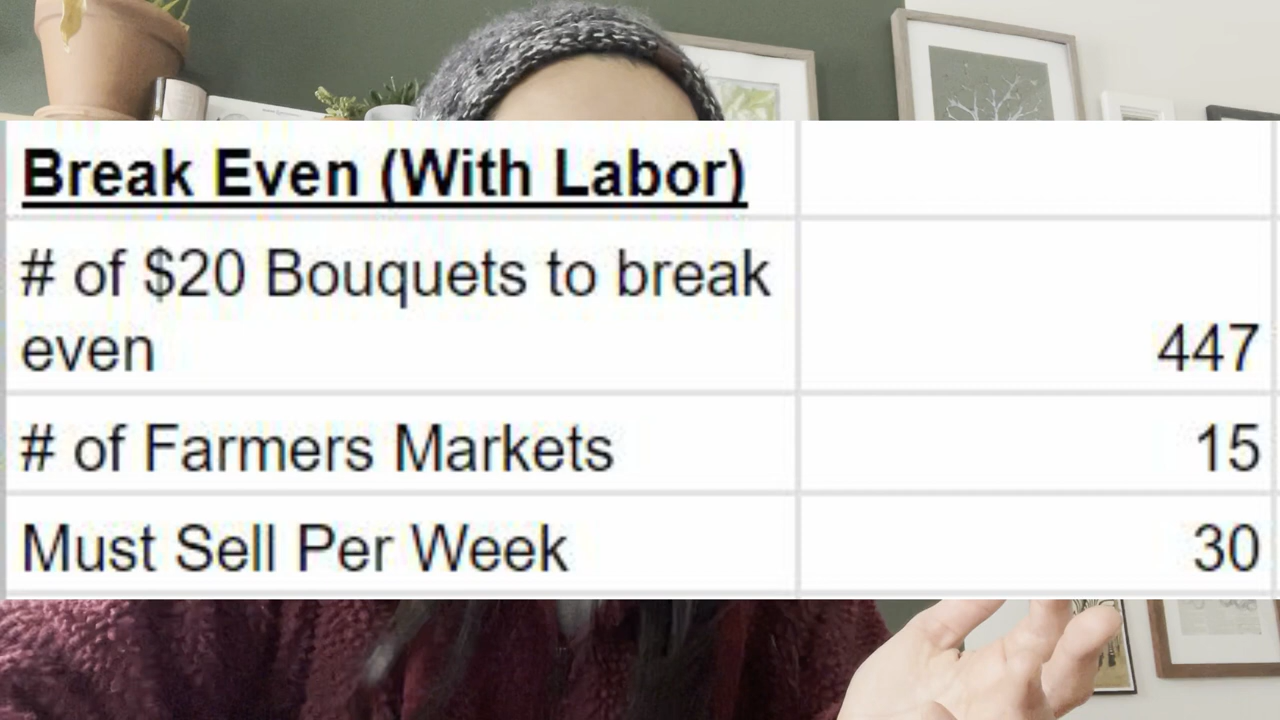 Break Even (With Labor)
# of $20 Bouquets to break
even
447
# of Farmers Markets
15
Must Sell Per Week
30